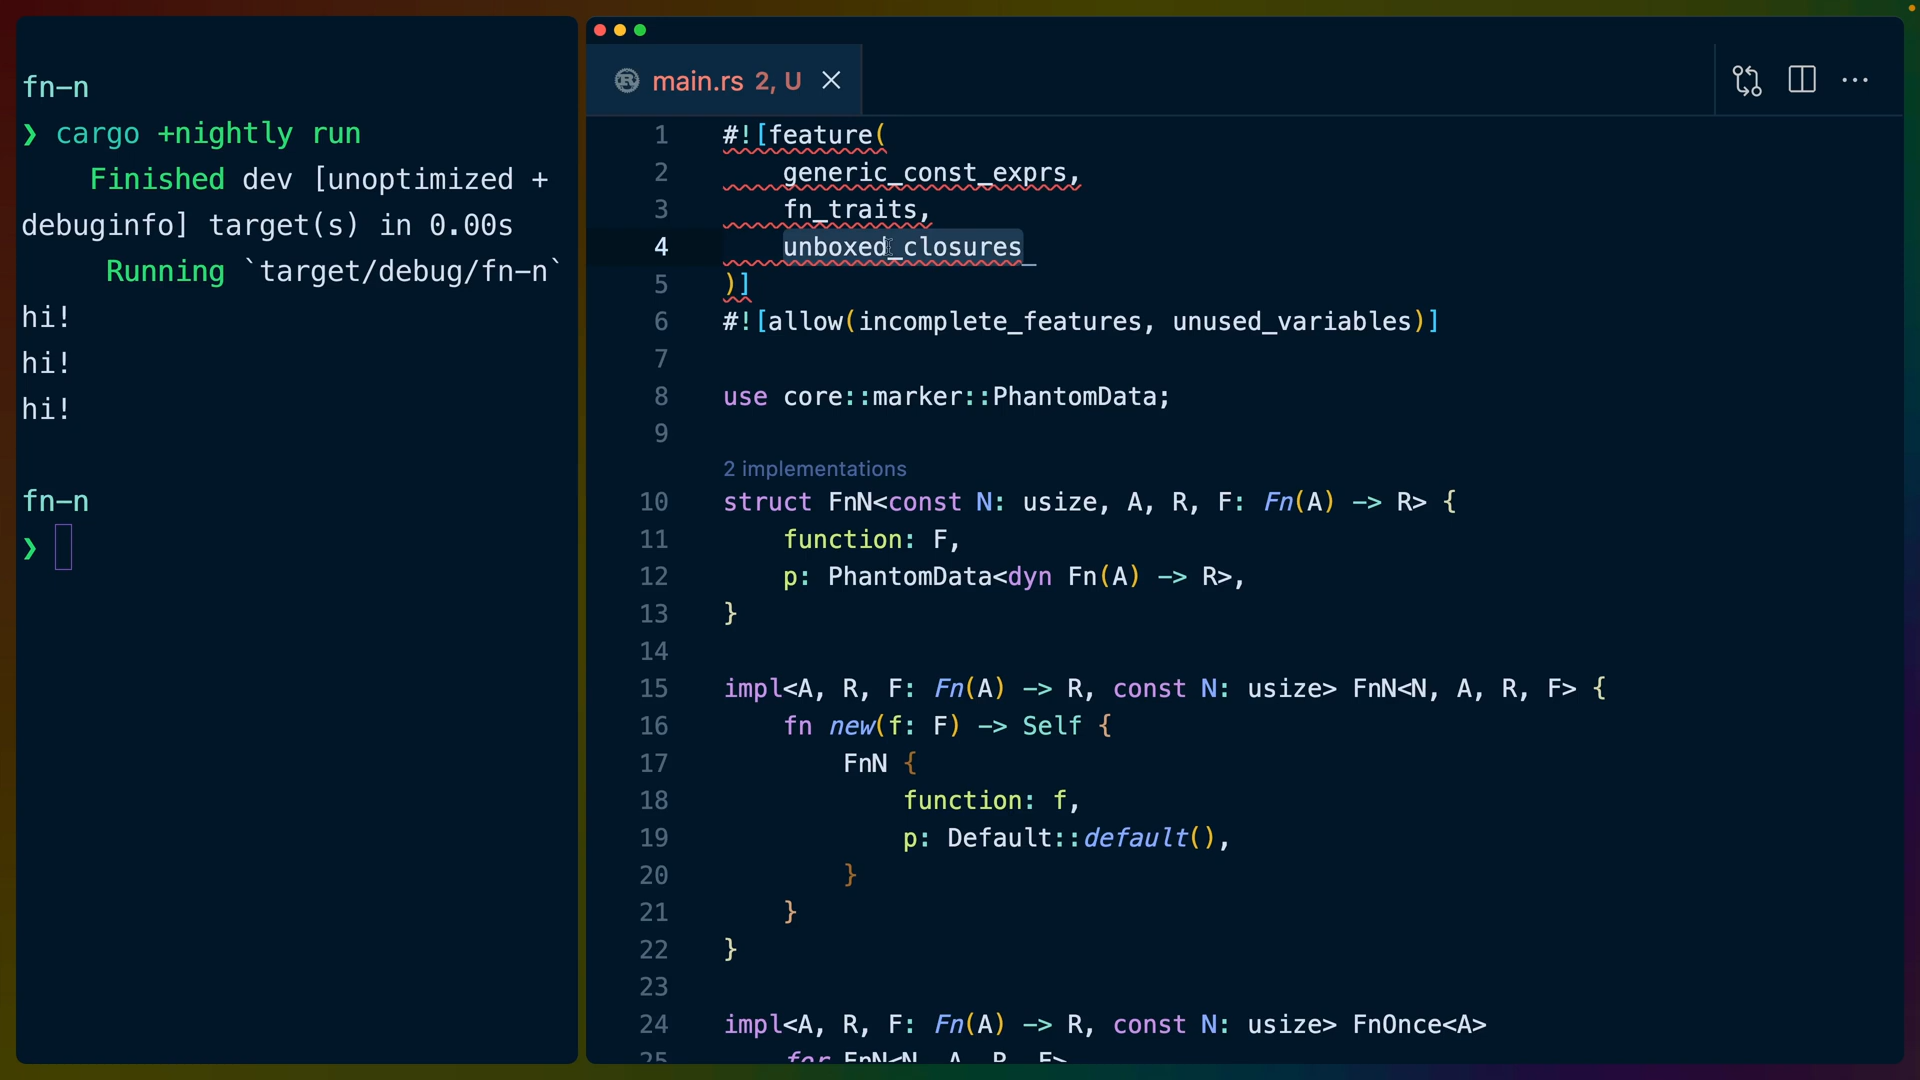 fn-n
❯ cargo +nightly run
Finished dev [unoptimized +
debuginfo] target(s) in 0.00s
Running `target/debug/fn-n`
hi!
hi!
hi!
fn-n
❯
main.rs 2, U
1 #![feature(
2 generic_const_exprs,
3 fn_traits,
4 unboxed_closures
5 )]
6 #![allow(incomplete_features, unused_variables)]
7
8 use core::marker::PhantomData;
9
2 implementations
10 struct FnN<const N: usize, A, R, F: Fn(A) -> R> {
11 function: F,
12 p: PhantomData<dyn Fn(A) -> R>,
13 }
14
15 impl<A, R, F: Fn(A) -> R, const N: usize> FnN<N, A, R, F> {
16 fn new(f: F) -> Self {
17 FnN {
18 function: f,
19 p: Default::default(),
20 }
21 }
22 }
23
24 impl<A, R, F: Fn(A) -> R, const N: usize> FnOnce<A>
25 for FnN<N, A, R, F>